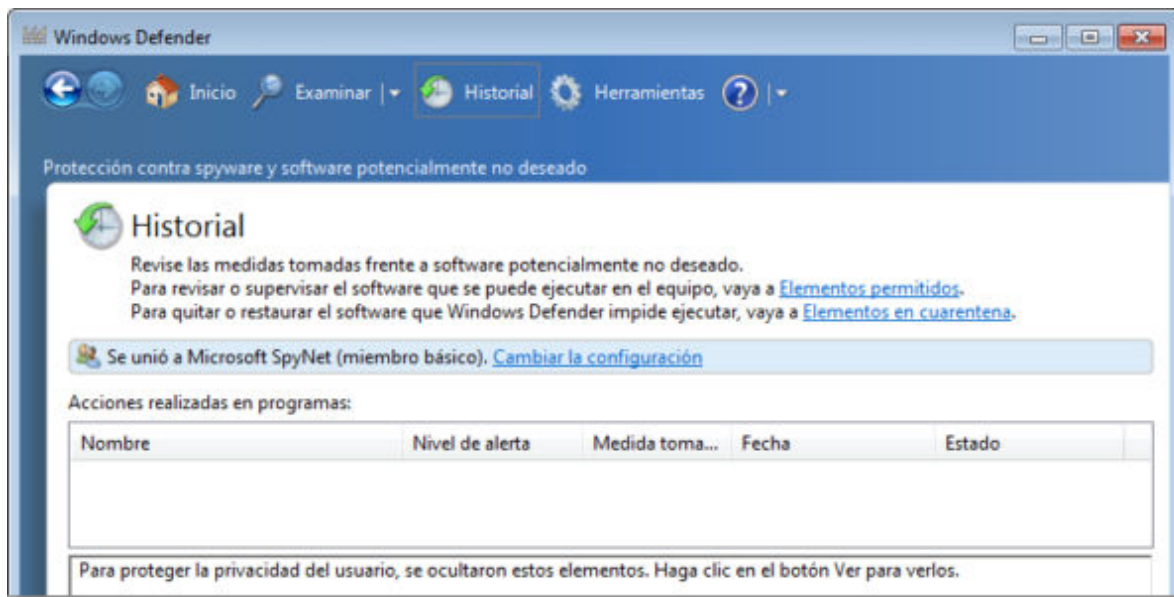 Windows Defender
Inicio Examinar Historial Herramientas ?
Protección contra spyware y software potencialmente no deseado
Historial
Revise las medidas tomadas frente a software potencialmente no deseado.
Para revisar o supervisar el software que se puede ejecutar en el equipo, vaya a Elementos permitidos.
Para quitar o restaurar el software que Windows Defender impide ejecutar, vaya a Elementos en cuarentena.
Se unió a Microsoft SpyNet (miembro básico). Cambiar la configuración
Acciones realizadas en programas:
Nombre Nivel de alerta Medida toma... Fecha Estado
Para proteger la privacidad del usuario, se ocultaron estos elementos. Haga clic en el botón Ver para verlos.